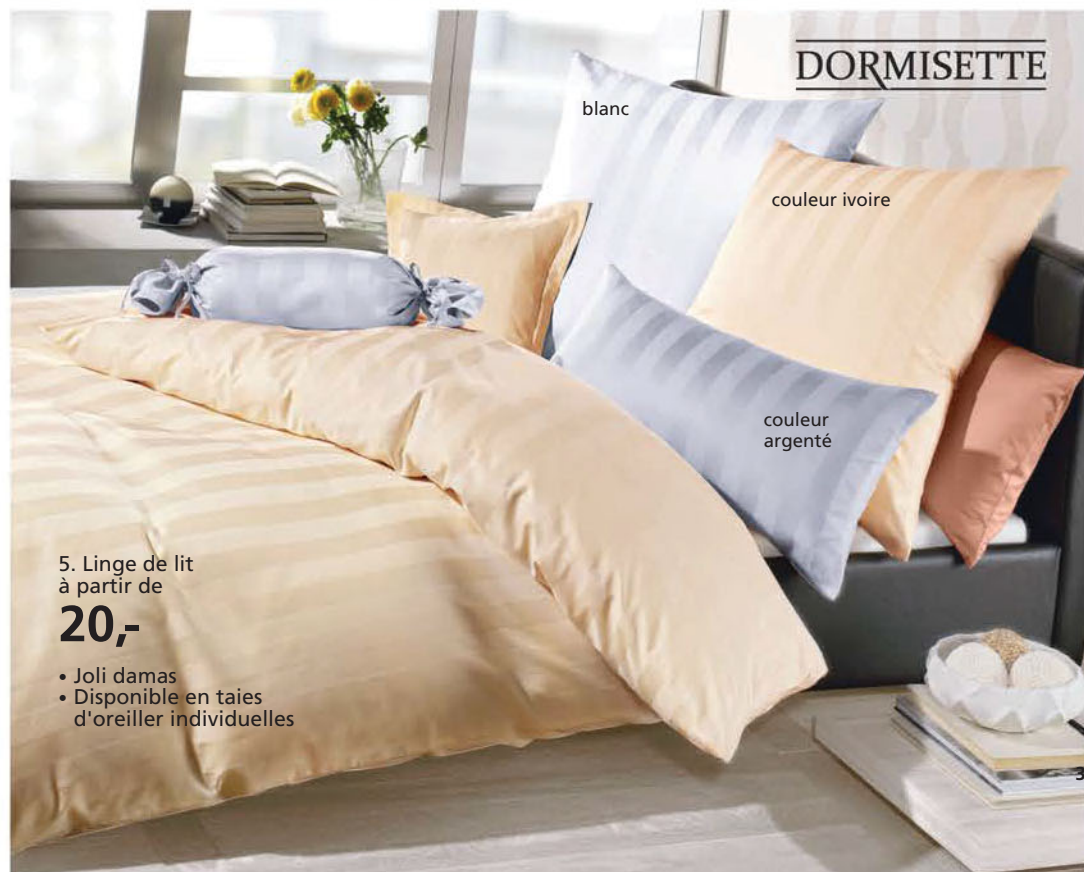 DORMISETTE
blanc
couleur ivoire
couleur
argenté
5. Linge de lit
à partir de
20,-
• Joli damas
• Disponible en taies
d'oreiller individuelles
3